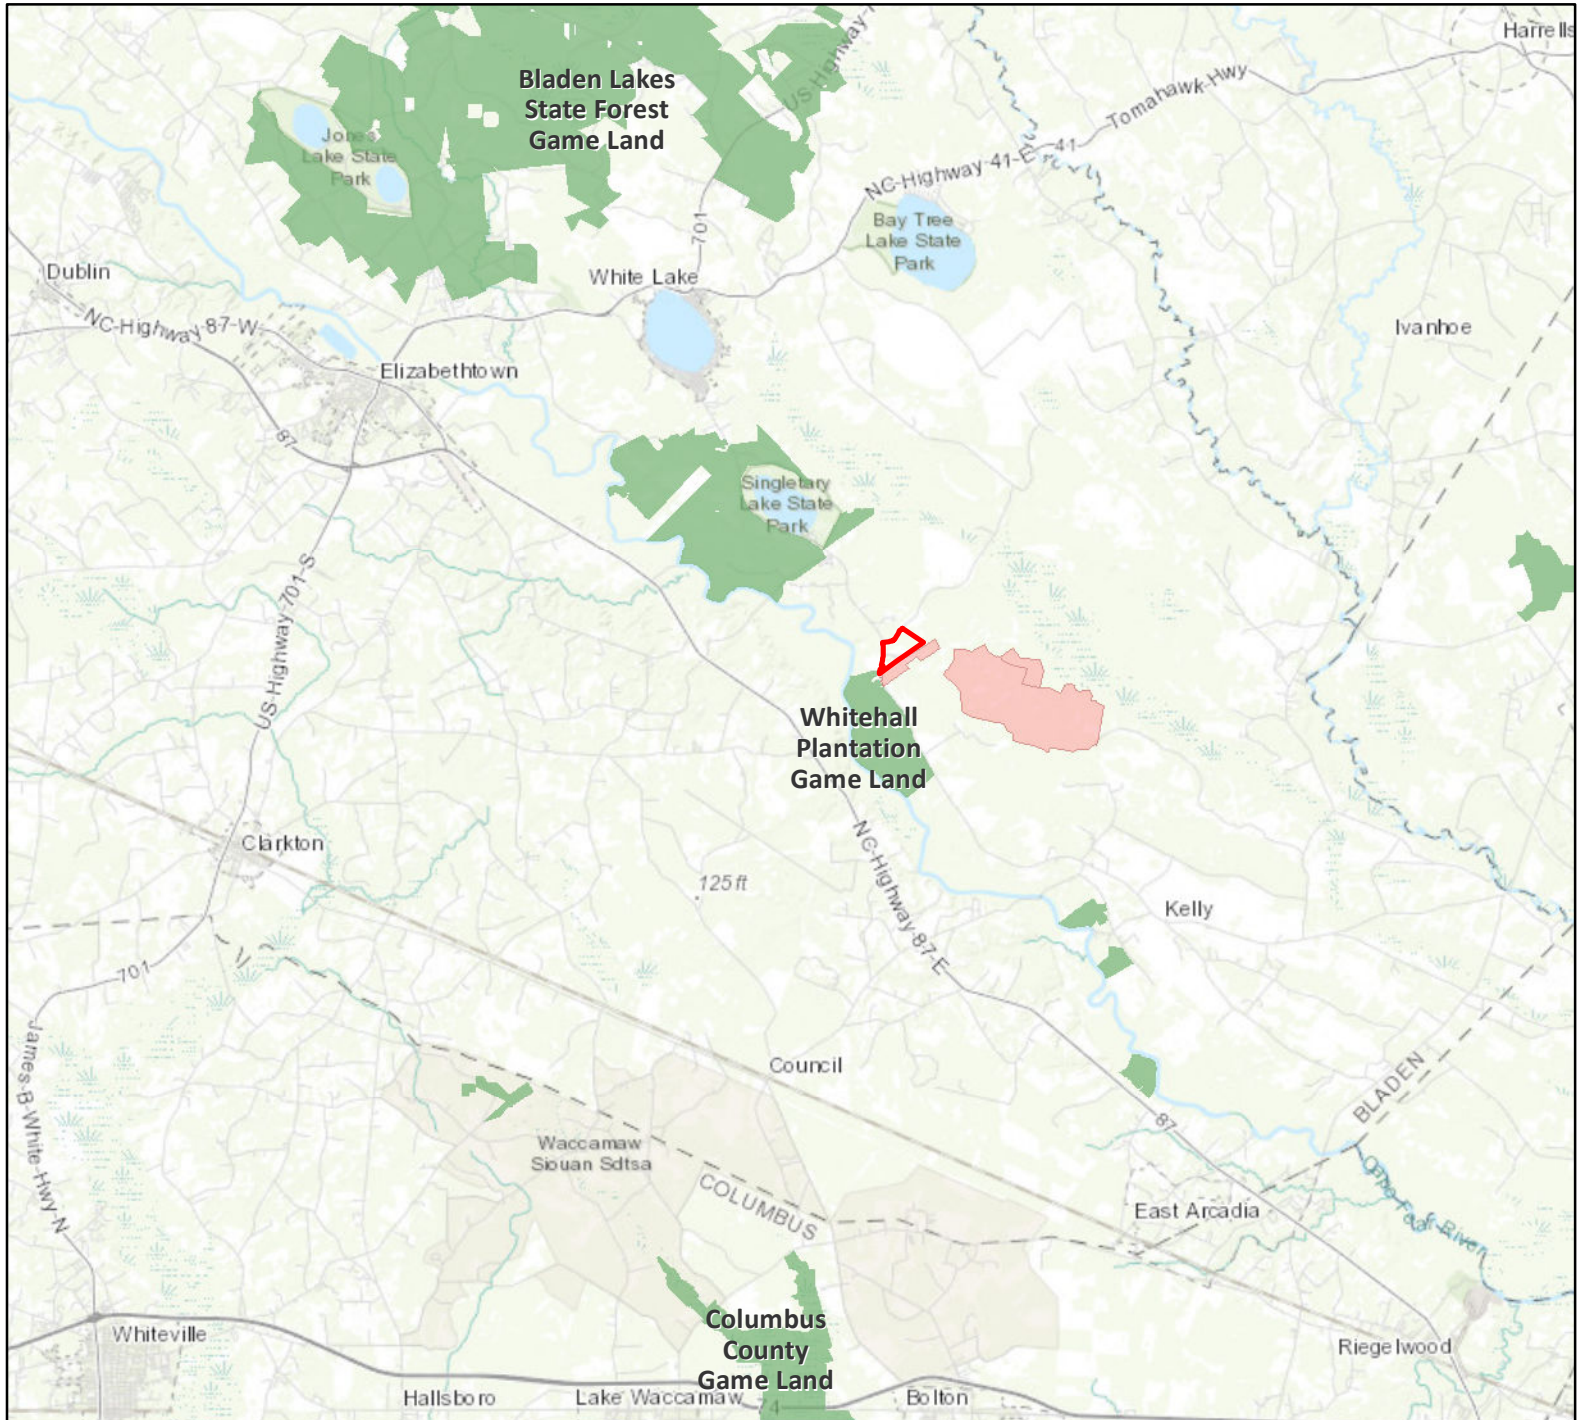 Harrells
Bladen Lakes
State Forest
Game Land
US-Highway-
Tomahawk-Hwy
Jones
Lake State
Park
NC-Highway-41-E
41
701
Bay Tree
Lake State
Park
Dublin
White Lake
NC-Highway-87-W
Ivanhoe
Elizabethtown
87
Singletary
Lake State
Park
US-Highway-701-S
Whitehall
Plantation
Game Land
NC-Highway-87-E
Clarkton
125 ft
Kelly
701
James-B-White-Hwy-N
Council
BLADEN
87
Waccamaw
Siouan Sdtsa
COLUMBUS
East Arcadia
Cape Fear River
Columbus
County
Game Land
Whiteville
Riegelwood
Hallsboro
Lake Waccamaw
74
Bolton